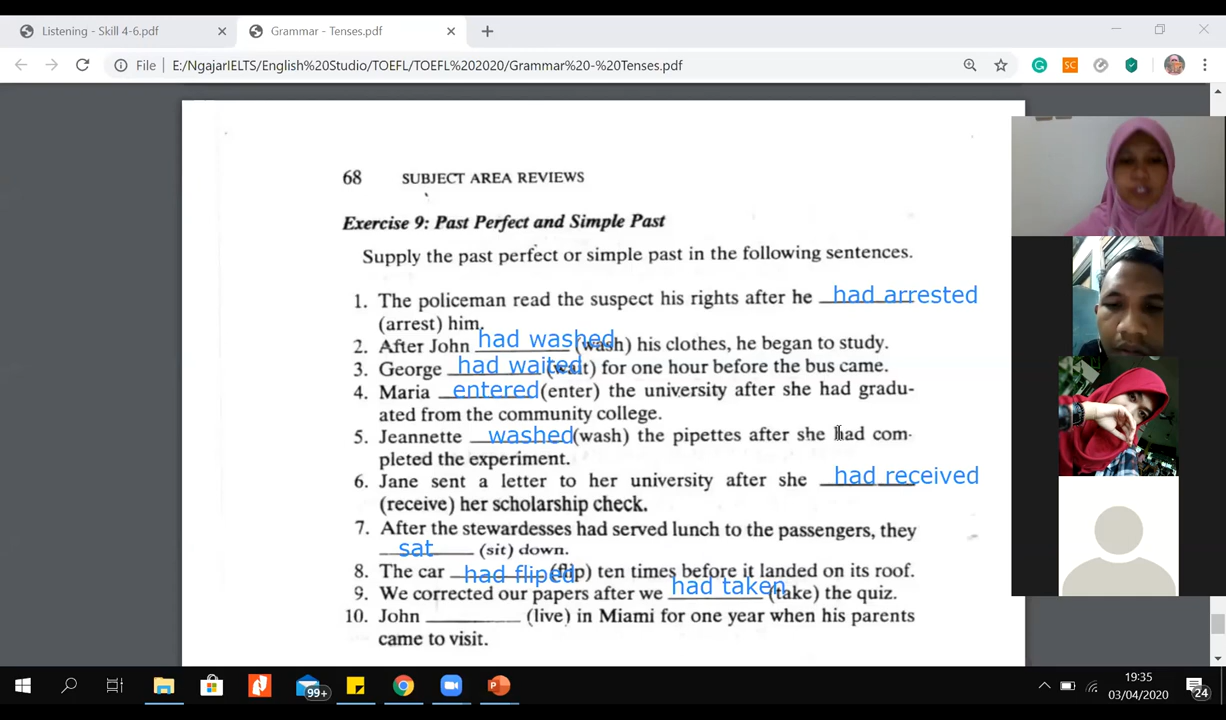 Listening - Skill 4-6.pdf
Grammar - Tenses.pdf
File E:/NgajarIELTS/English%20Studio/TOEFL/TOEFL%202020/Grammar%20-%20Tenses.pdf
SC
68 SUBJECT AREA REVIEWS
Exercise 9: Past Perfect and Simple Past
Supply the past perfect or simple past in the following sentences.
1. The policeman read the suspect his rights after he had arrested
(arrest) him.
2. After John had washed (wash) his clothes, he began to study.
3. George had waited (wait) for one hour before the bus came.
4. Maria entered (enter) the university after she had gradu-
ated from the community college.
5. Jeannette washed (wash) the pipettes after she had com-
pleted the experiment.
6. Jane sent a letter to her university after she had received
(receive) her scholarship check.
7. After the stewardesses had served lunch to the passengers, they
sat (sit) down.
8. The car had fliped (flip) ten times before it landed on its roof.
9. We corrected our papers after we had taken (take) the quiz.
10. John ________ (live) in Miami for one year when his parents
came to visit.
99+
19:35
03/04/2020
24